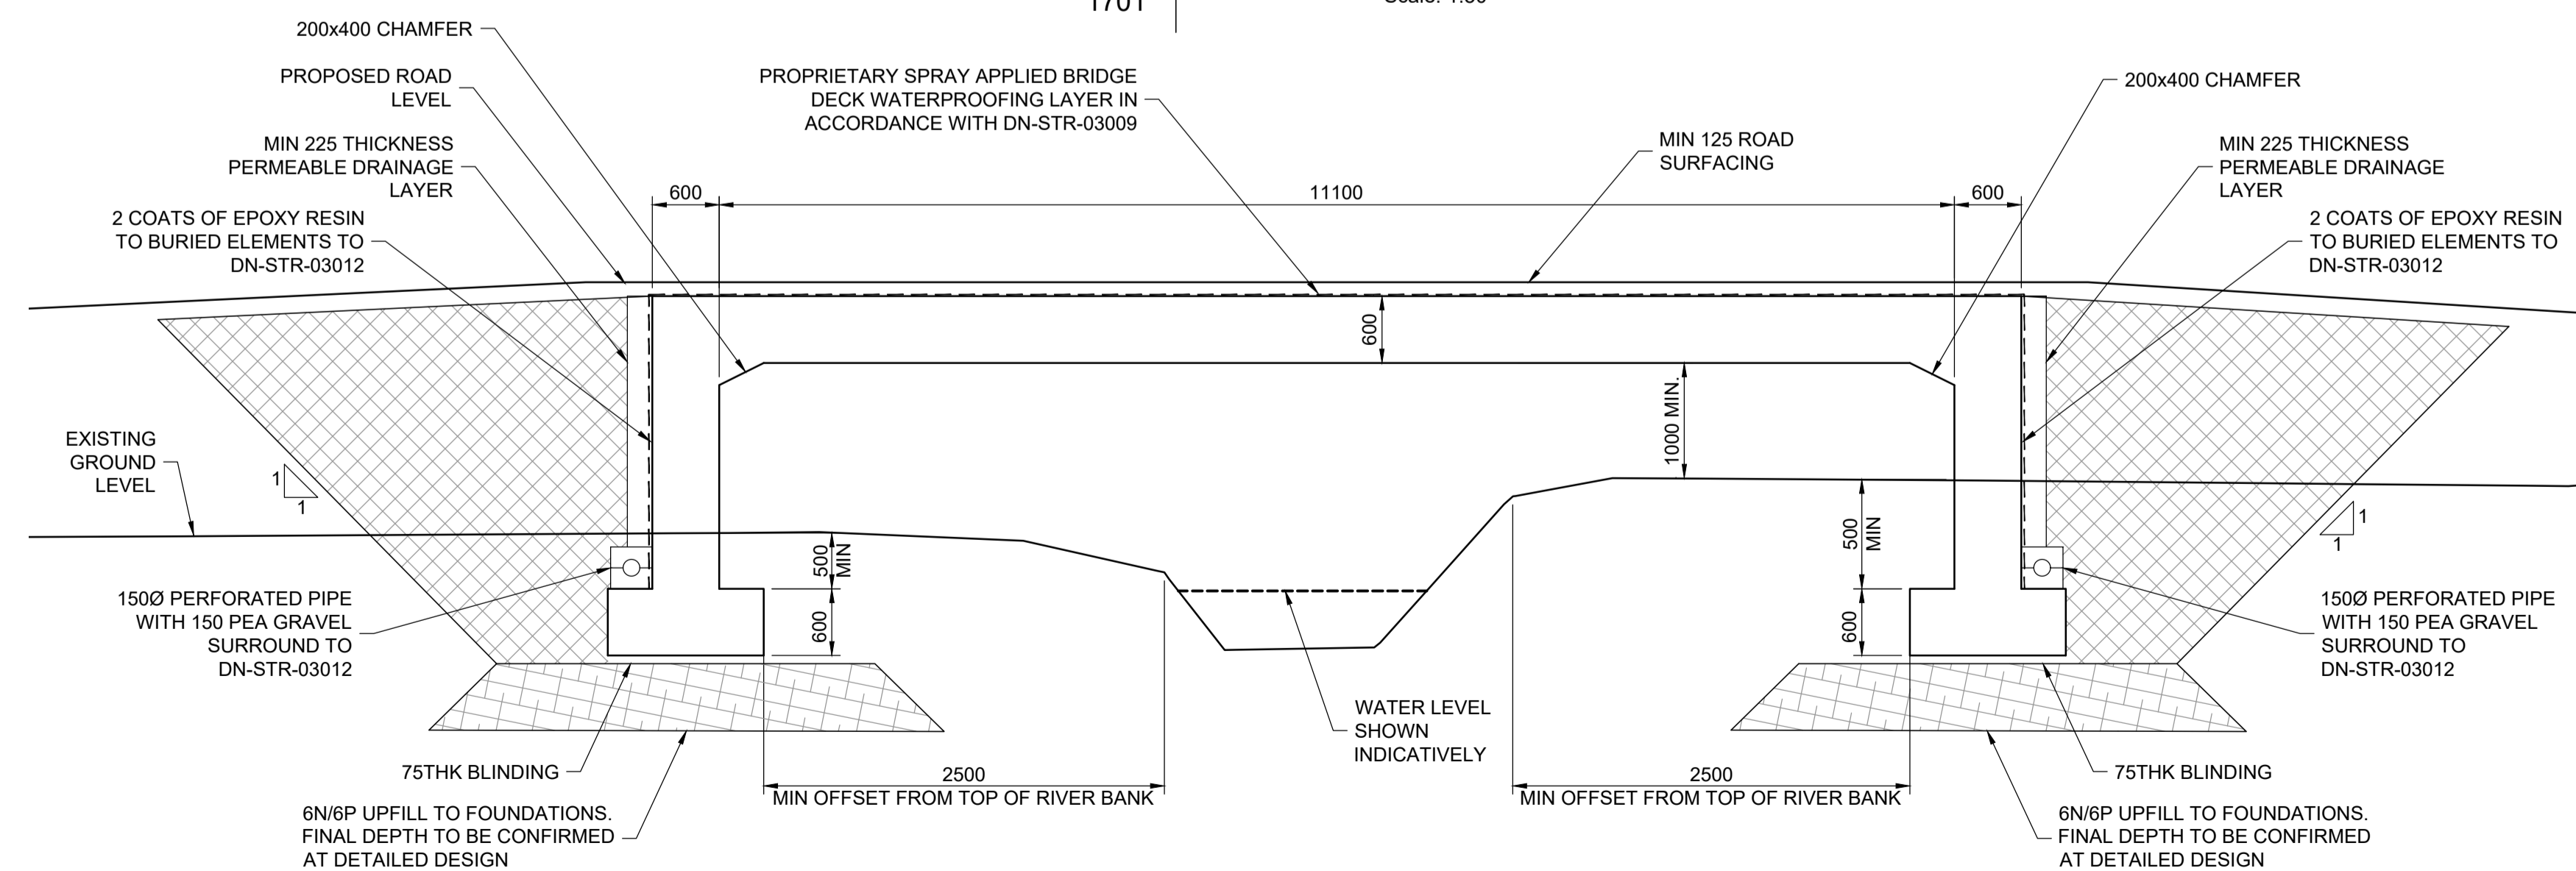 200x400 CHAMFER
PROPOSED ROAD
LEVEL
MIN 225 THICKNESS
PERMEABLE DRAINAGE
LAYER
2 COATS OF EPOXY RESIN
TO BURIED ELEMENTS TO
DN-STR-03012
PROPRIETARY SPRAY APPLIED BRIDGE
DECK WATERPROOFING LAYER IN
ACCORDANCE WITH DN-STR-03009
MIN 125 ROAD
SURFACING
200x400 CHAMFER
MIN 225 THICKNESS
PERMEABLE DRAINAGE
LAYER
2 COATS OF EPOXY RESIN
TO BURIED ELEMENTS TO
DN-STR-03012
600
11100
600
600
1000 MIN.
EXISTING
GROUND
LEVEL
1
1
1
1
500
MIN
600
500
MIN
600
150Ø PERFORATED PIPE
WITH 150 PEA GRAVEL
SURROUND TO
DN-STR-03012
150Ø PERFORATED PIPE
WITH 150 PEA GRAVEL
SURROUND TO
DN-STR-03012
WATER LEVEL
SHOWN
INDICATIVELY
75THK BLINDING
2500
MIN OFFSET FROM TOP OF RIVER BANK
2500
MIN OFFSET FROM TOP OF RIVER BANK
75THK BLINDING
6N/6P UPFILL TO FOUNDATIONS.
FINAL DEPTH TO BE CONFIRMED
AT DETAILED DESIGN
6N/6P UPFILL TO FOUNDATIONS.
FINAL DEPTH TO BE CONFIRMED
AT DETAILED DESIGN